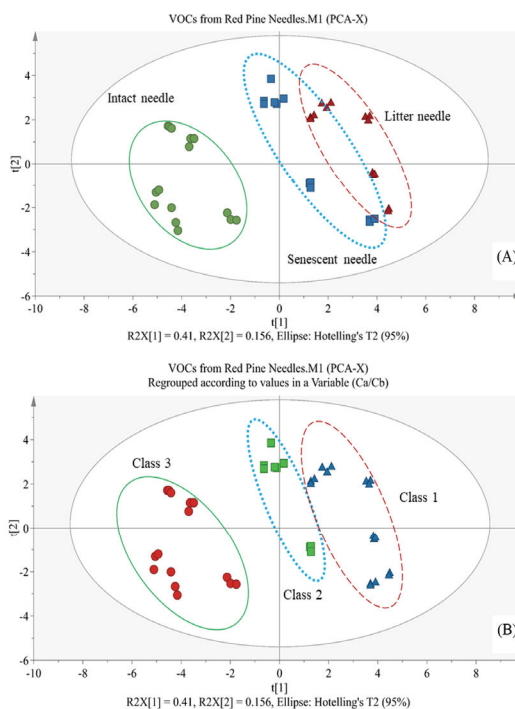 VOCs from Red Pine Needles.M1 (PCA-X)
4
2
0
-2
-4
-6
t[2]
Intact needle
Litter needle
Senescent needle
(A)
-10 -8 -6 -4 -2 0 2 4 6 8
t[1]
R2X[1] = 0.41, R2X[2] = 0.156, Ellipse: Hotelling's T2 (95%)
VOCs from Red Pine Needles.M1 (PCA-X)
Regrouped according to values in a Variable (Ca/Cb)
4
2
0
-2
-4
-6
t[2]
Class 3
Class 1
Class 2
(B)
-10 -8 -6 -4 -2 0 2 4 6 8
t[1]
R2X[1] = 0.41, R2X[2] = 0.156, Ellipse: Hotelling's T2 (95%)